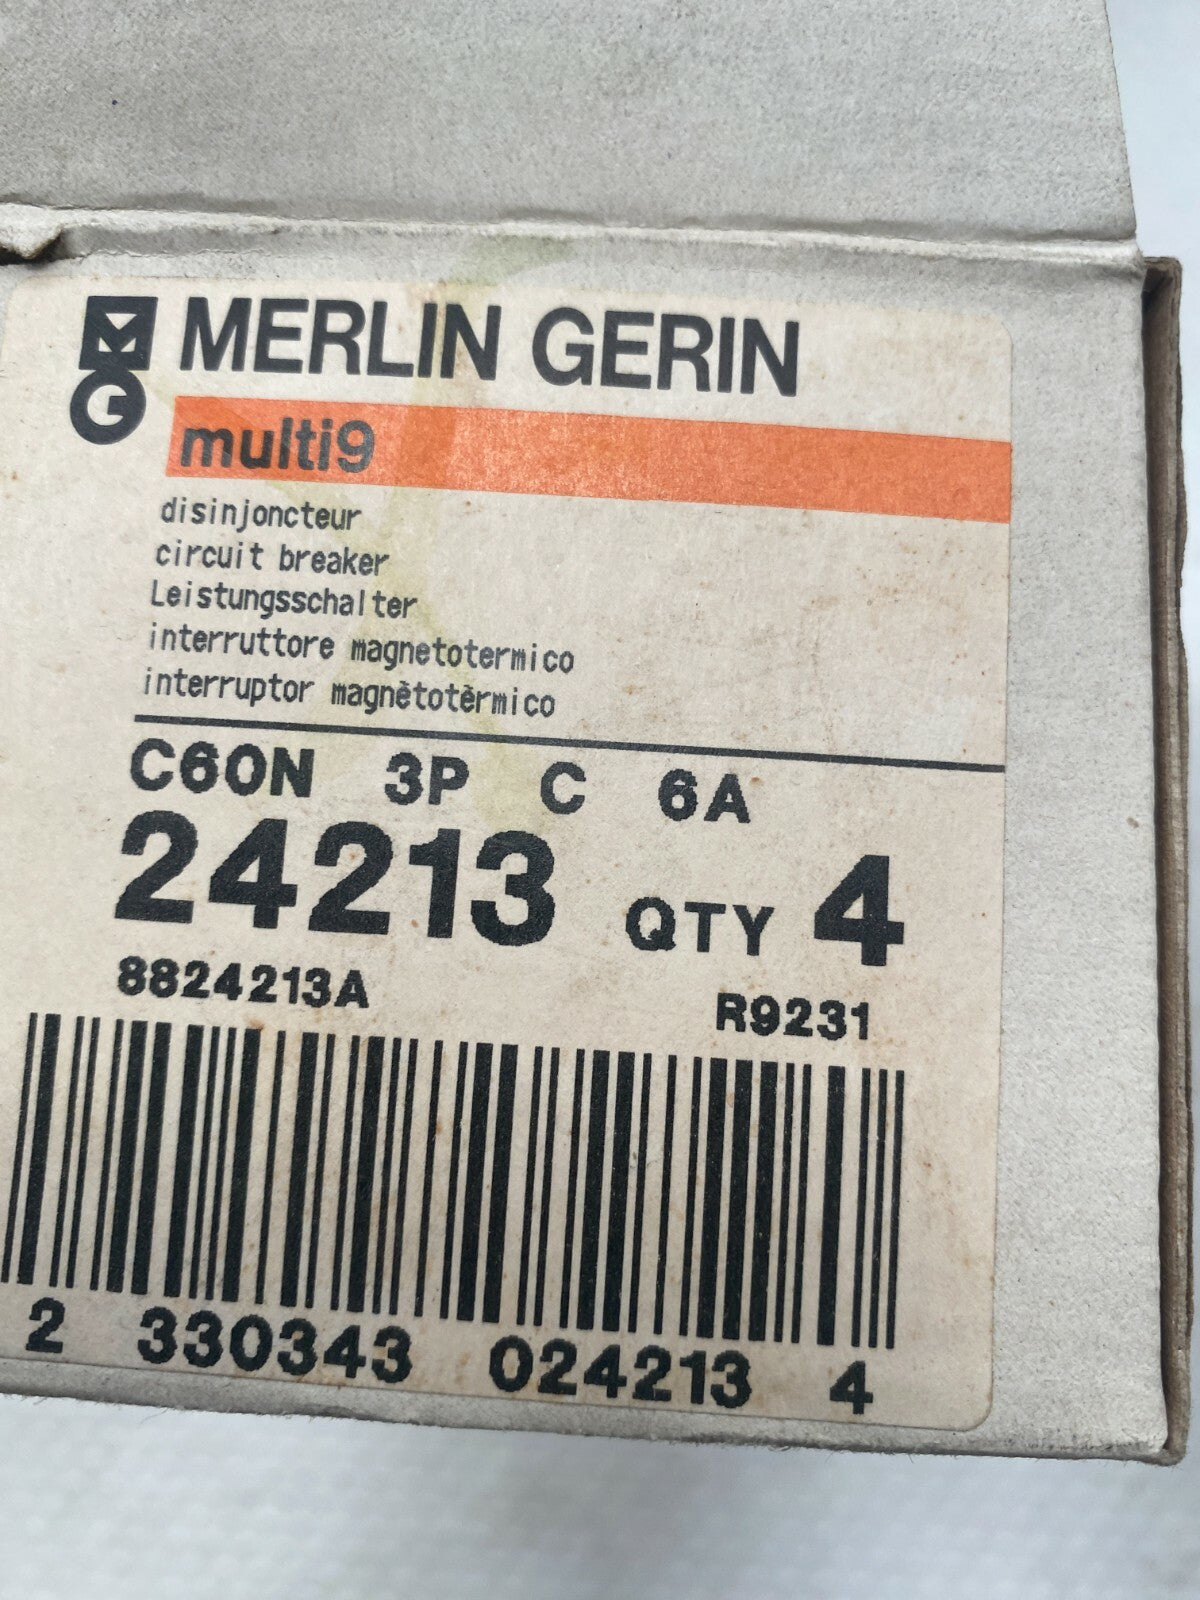 MERLIN GERIN
multi9
disinjoncteur
circuit breaker
Leistungsschalter
interruttore magnetotermico
interruptor magnètotèrmico
C60N 3P C 6A
24213 QTY 4
8824213A R9231
2 330343 024213 4